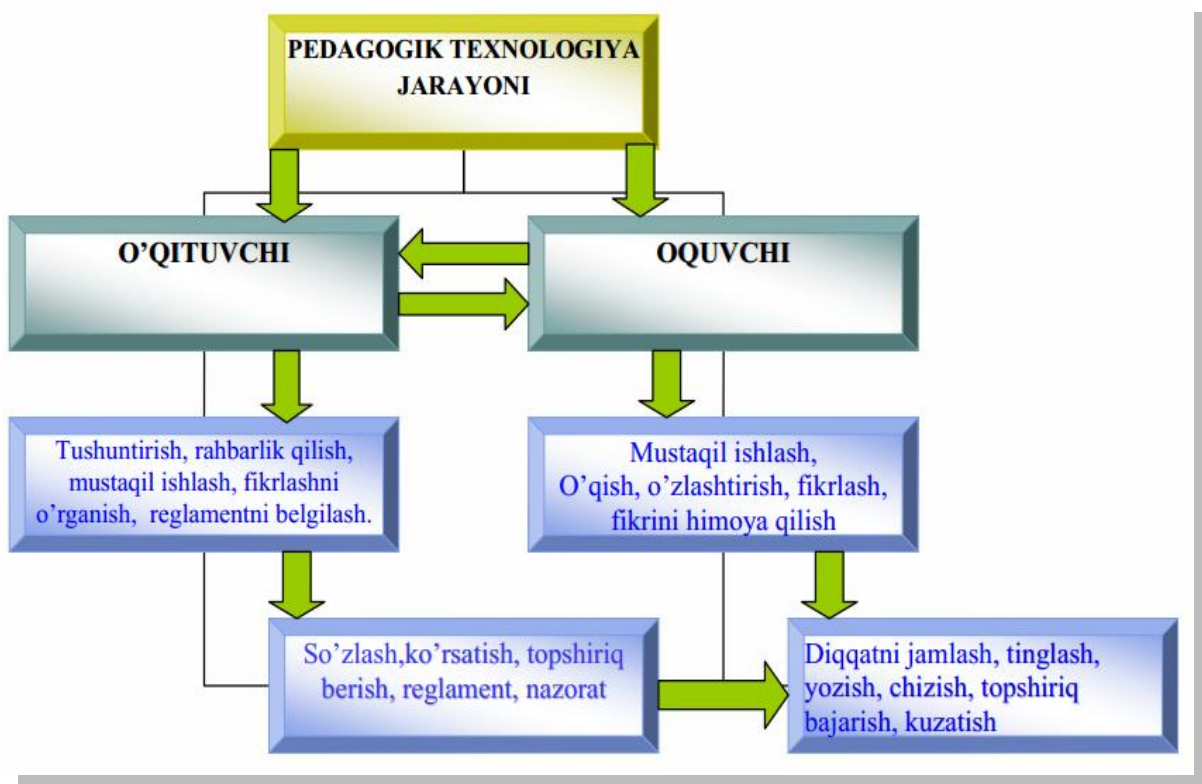 PEDAGOGIK TEXNOLOGIYA
JARAYONI
O’QITUVCHI
OQUVCHI
Tushuntirish, rahbarlik qilish,
mustaqil ishlash, fikrlashni
o’rganish, reglamentni belgilash.
Mustaqil ishlash,
O’qish, o’zlashtirish, fikrlash,
fikrini himoya qilish
So’zlash,ko’rsatish, topshiriq
berish, reglament, nazorat
Diqqatni jamlash, tinglash,
yozish, chizish, topshiriq
bajarish, kuzatish